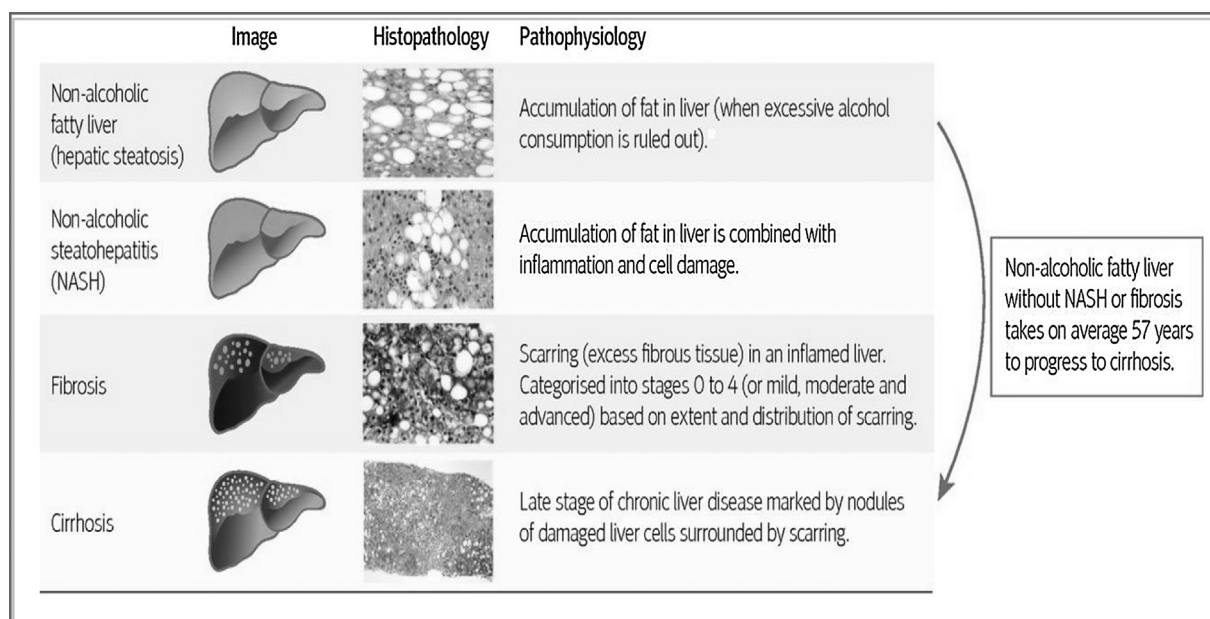 Image Histopathology Pathophysiology
Non-alcoholic
fatty liver
(hepatic steatosis)
Accumulation of fat in liver (when excessive alcohol
consumption is ruled out).
Non-alcoholic
steatohepatitis
(NASH)
Accumulation of fat in liver is combined with
inflammation and cell damage.
Fibrosis
Scarring (excess fibrous tissue) in an inflamed liver.
Categorised into stages 0 to 4 (or mild, moderate and
advanced) based on extent and distribution of scarring.
Cirrhosis
Late stage of chronic liver disease marked by nodules
of damaged liver cells surrounded by scarring.
Non-alcoholic fatty liver
without NASH or fibrosis
takes on average 57 years
to progress to cirrhosis.